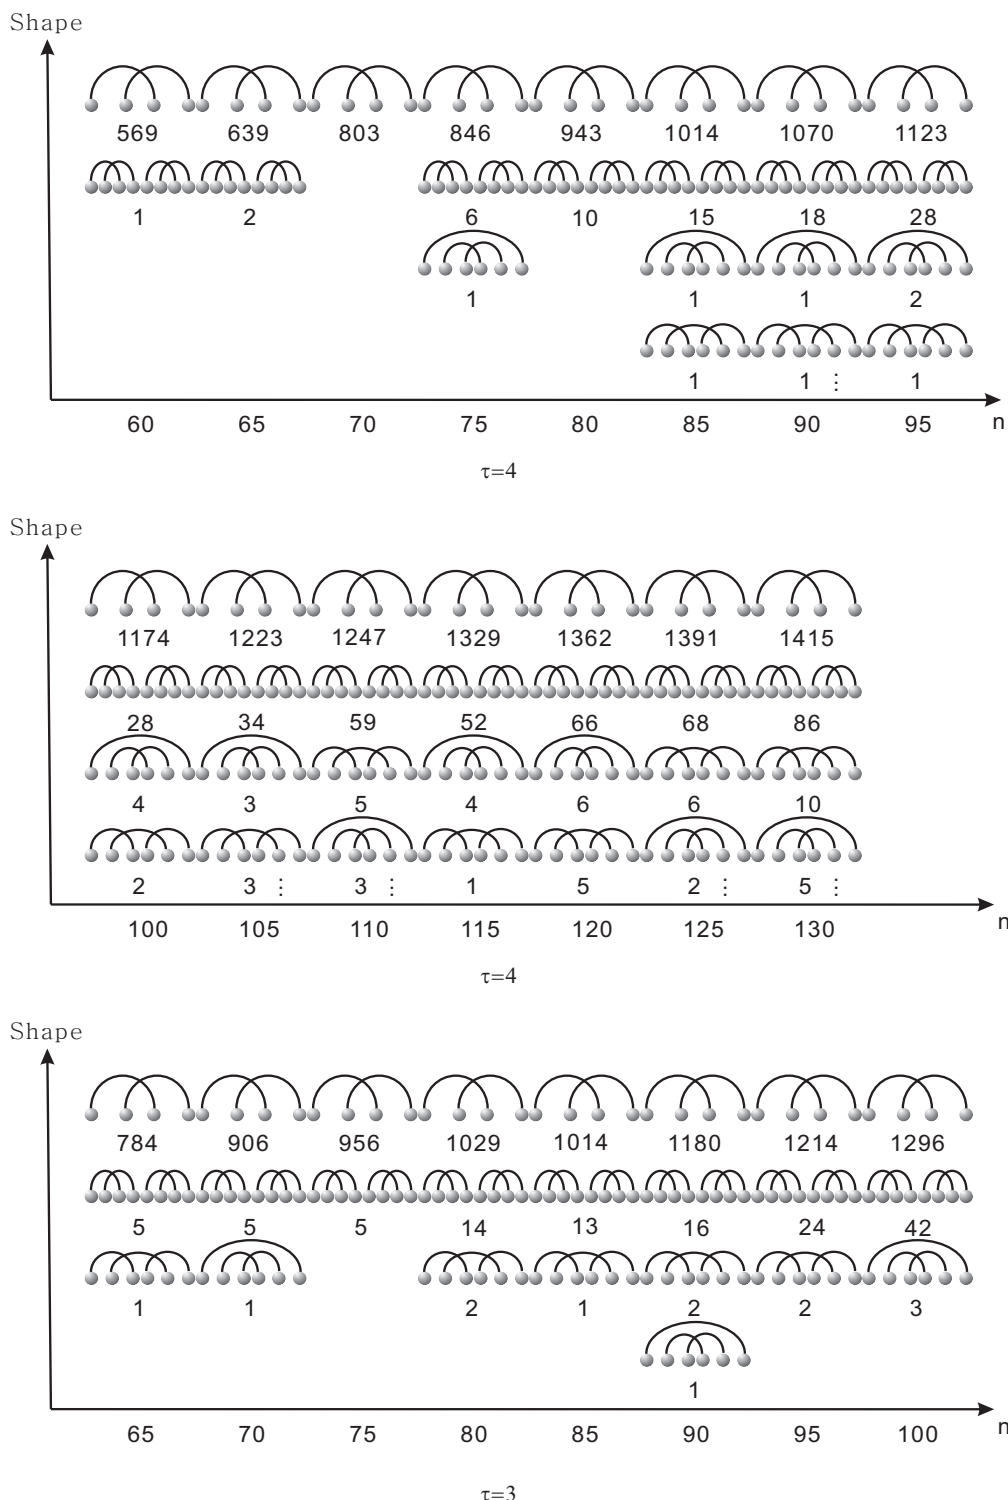 Shape
569 639 803 846 943 1014 1070 1123
1 2 6 10 15 18 28
1 1 1 2
1 1 ⋮ 1
60 65 70 75 80 85 90 95 n
τ=4
Shape
1174 1223 1247 1329 1362 1391 1415
28 34 59 52 66 68 86
4 3 5 4 6 6 10
2 3 ⋮ 3 ⋮ 1 5 2 ⋮ 5 ⋮
n
100 105 110 115 120 125 130
τ=4
Shape
784 906 956 1029 1014 1180 1214 1296
5 5 5 14 13 16 24 42
1 1 2 1 2 2 3
1
n
65 70 75 80 85 90 95 100
τ=3